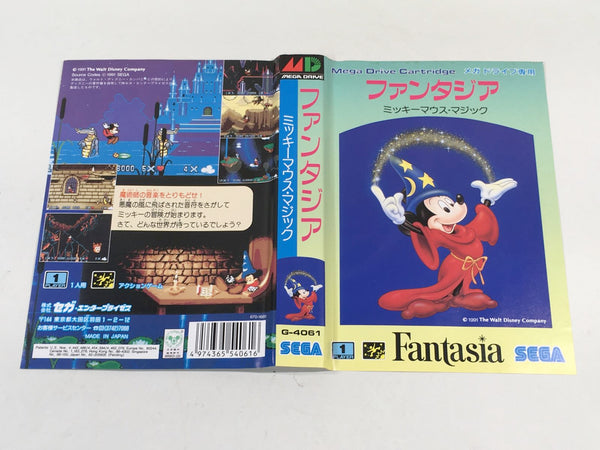 © 1991 The Walt Disney Company
Source Codes © 1991 SEGA
魔術師の音楽をとりもどせ!
悪魔の風に飛ばされた音符をさがして
ミッキーの冒険が始まります。
さて、どんな世界が待っているでしょう?
1
PLAYER
1人用
アクションゲーム
株式会社 セガ・エンタープライゼス
〒144 東京都大田区羽田1-2-12
お客様サービスセンター
MADE IN JAPAN
4 974365 540616
MD
MEGA DRIVE
ファンタジア
ミッキーマウス・マジック
G-4061
SEGA
Mega Drive Cartridge メガドライブ専用
ファンタジア
ミッキーマウス・マジック
© 1991 The Walt Disney Company
1
PLAYER
Fantasia
SEGA